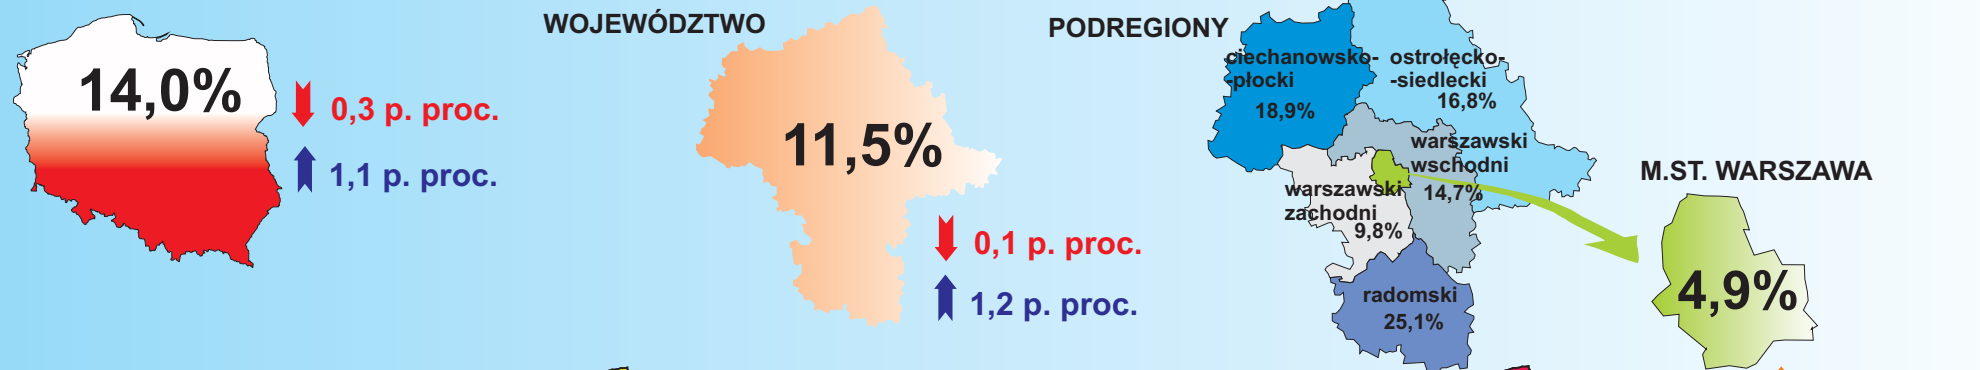 14,0%
0,3 p. proc.
1,1 p. proc.
WOJEWÓDZTWO
11,5%
0,1 p. proc.
1,2 p. proc.
PODREGIONY
ciechanowsko-
-płocki
18,9%
ostrołęcko-
-siedlecki
16,8%
warszawski
wschodni
14,7%
warszawski
zachodni
9,8%
radomski
25,1%
M.ST. WARSZAWA
4,9%